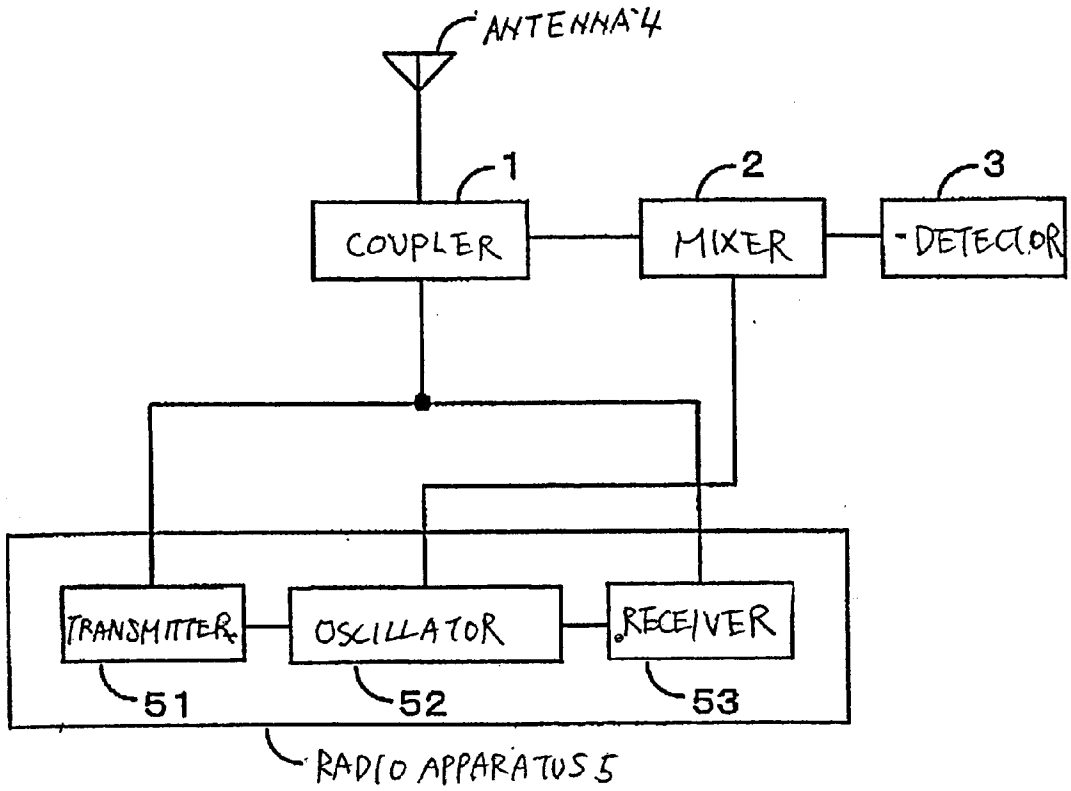 ANTENNA 4
1
2
3
COUPLER
MIXER
DETECTOR
TRANSMITTER
OSCILLATOR
RECEIVER
51
52
53
RADIO APPARATUS 5